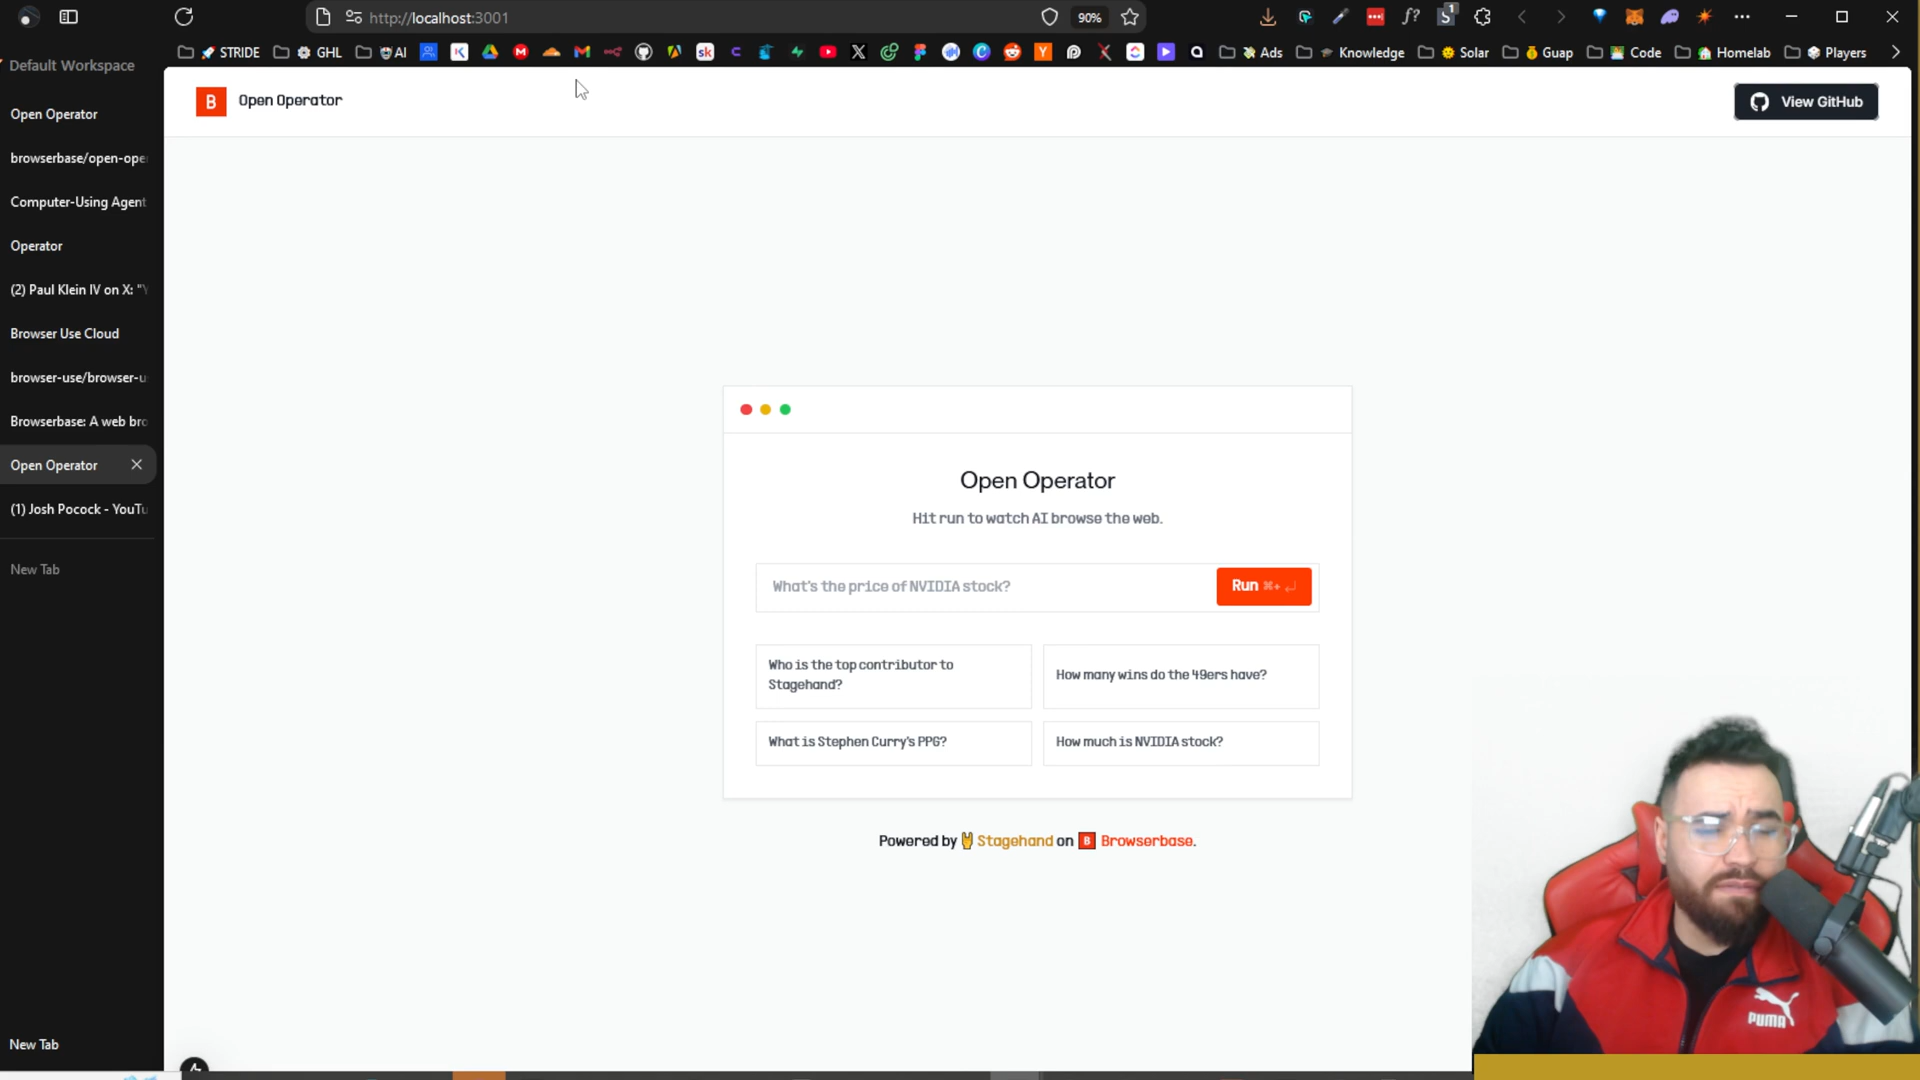 http://localhost:3001
90%
f?
S
1
STRIDE
GHL
AI
K
M
sk
C
Y
Ads
Knowledge
Solar
Guap
Code
Homelab
Players
Default Workspace
Open Operator
browserbase/open-ope
Computer-Using Agent
Operator
(2) Paul Klein IV on X: "Y
Browser Use Cloud
browser-use/browser-u
Browserbase: A web bro
Open Operator
(1) Josh Pocock - YouTu
New Tab
New Tab
B Open Operator
View GitHub
Open Operator
Hit run to watch AI browse the web.
What's the price of NVIDIA stock?
Run ⌘+ ↵
Who is the top contributor to
Stagehand?
How many wins do the 49ers have?
What is Stephen Curry's PPG?
How much is NVIDIA stock?
Powered by 🤘 Stagehand on B Browserbase.
PUMA